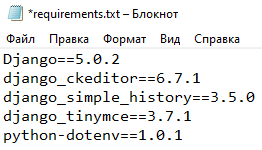 *requirements.txt – Блокнот
Файл Правка Формат Вид Справка
Django==5.0.2
django_ckeditor==6.7.1
django_simple_history==3.5.0
django_tinymce==3.7.1
python-dotenv==1.0.1